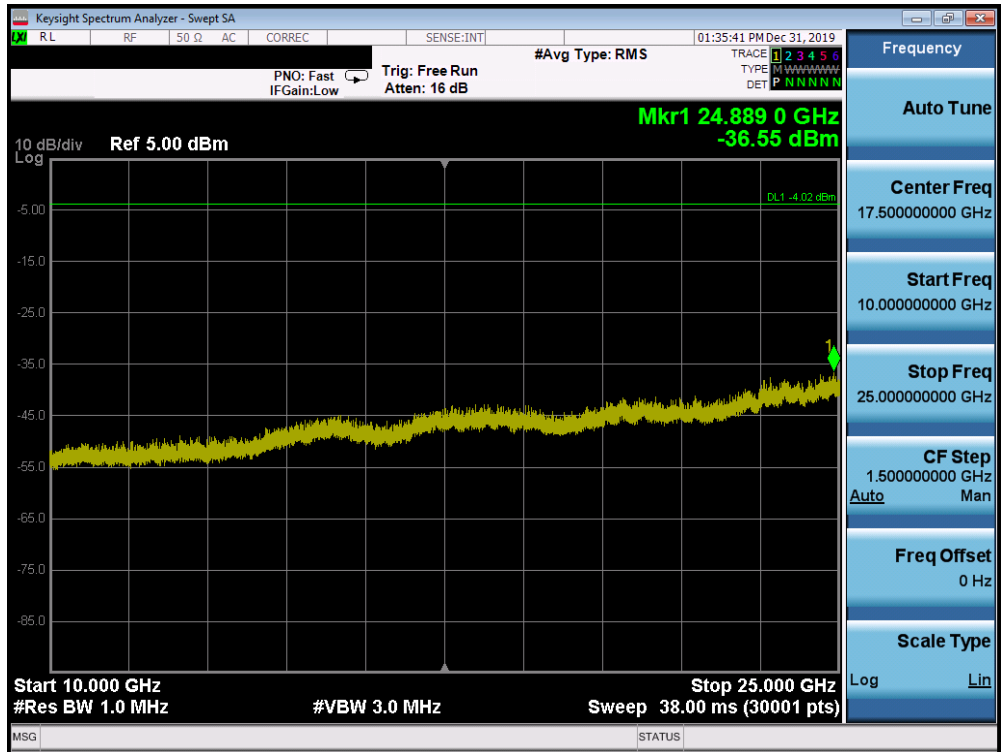 Keysight Spectrum Analyzer - Swept SA
LXI RL RF 50 Ω AC CORREC SENSE:INT 01:35:41 PM Dec 31, 2019
#Avg Type: RMS
TRACE 1 2 3 4 5 6
TYPE M W W W W W
DET P N N N N N
PNO: Fast
IFGain:Low
Trig: Free Run
Atten: 16 dB
Mkr1 24.889 0 GHz
-36.55 dBm
10 dB/div
Log
Ref 5.00 dBm
DL1 -4.02 dBm
-5.00
-15.0
-25.0
1
-35.0
-45.0
-55.0
-65.0
-75.0
-85.0
Start 10.000 GHz
Stop 25.000 GHz
#Res BW 1.0 MHz
#VBW 3.0 MHz
Sweep 38.00 ms (30001 pts)
MSG
STATUS
Frequency
Auto Tune
Center Freq
17.500000000 GHz
Start Freq
10.000000000 GHz
Stop Freq
25.000000000 GHz
CF Step
1.500000000 GHz
Auto Man
Freq Offset
0 Hz
Scale Type
Log Lin